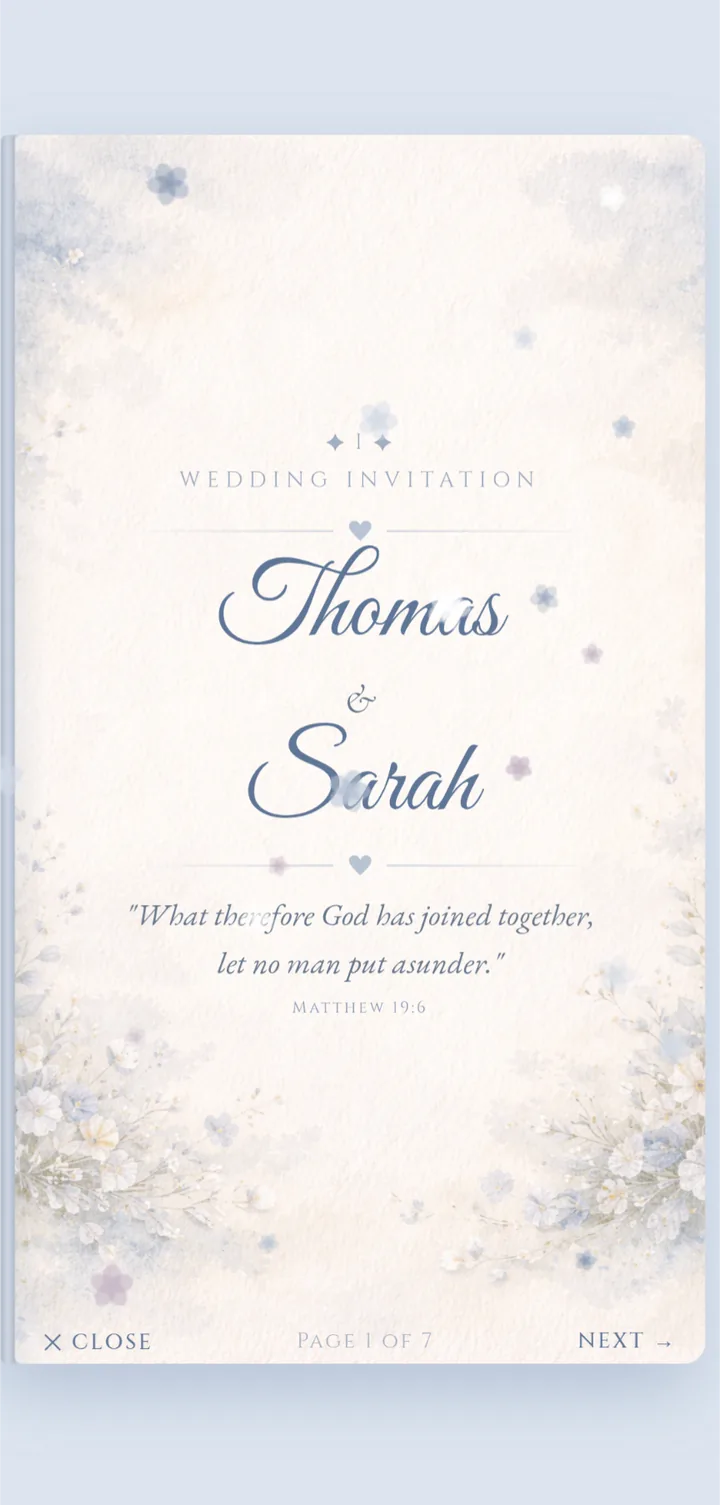 ✦ I ✦
WEDDING INVITATION
Thomas
&
Sarah
"What therefore God has joined together,
let no man put asunder."
MATTHEW 19:6
× CLOSE
PAGE 1 OF 7
NEXT →